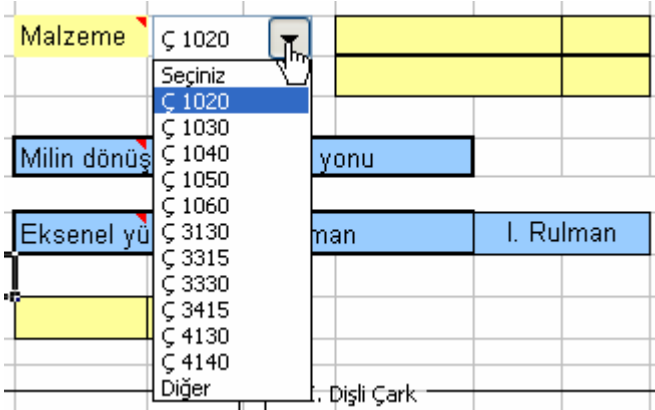 Malzeme
Ç 1020
Seçiniz
Ç 1020
Ç 1030
Ç 1040
Ç 1050
Ç 1060
Ç 3130
Ç 3315
Ç 3330
Ç 3415
Ç 4130
Ç 4140
Diğer
Milin dönüş yonu
Eksenel yü man
I. Rulman
. Dişli Çark